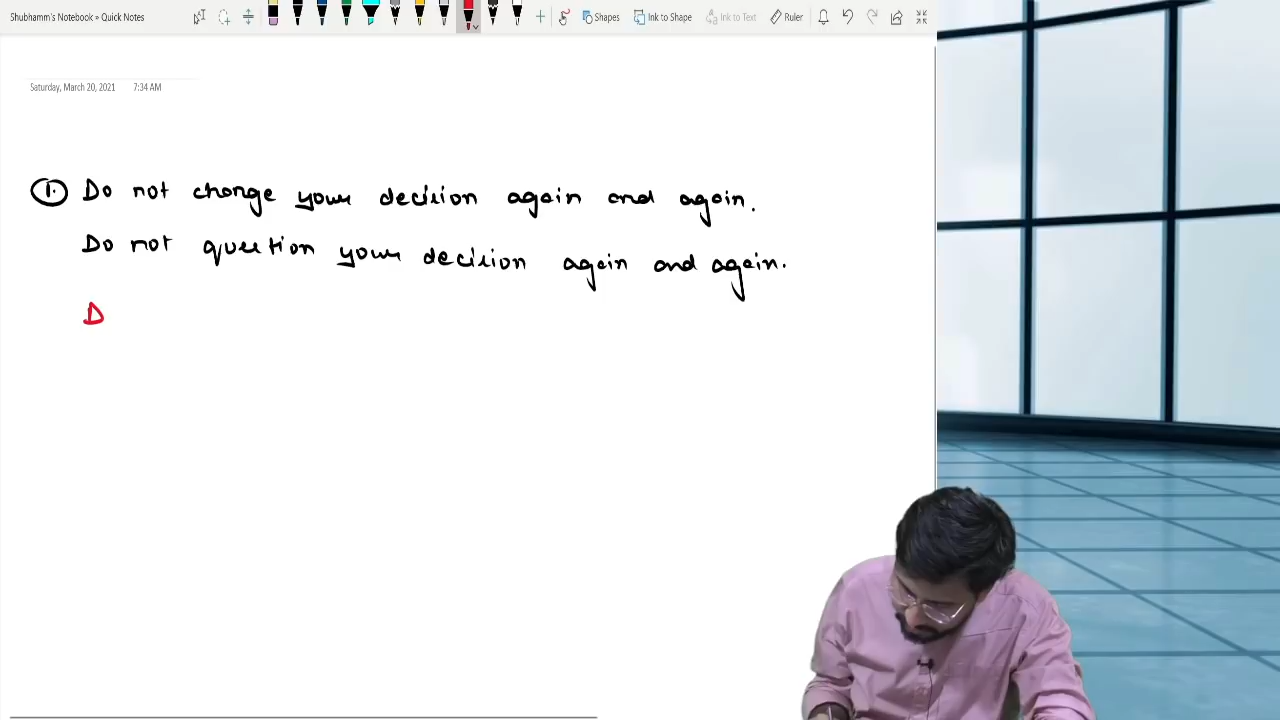 Shubhamm's Notebook » Quick Notes
Shapes
Ink to Shape
Ink to Text
Ruler
Saturday, March 20, 2021 7:34 AM
1. Do not change your decision again and again.
Do not question your decision again and again.
D